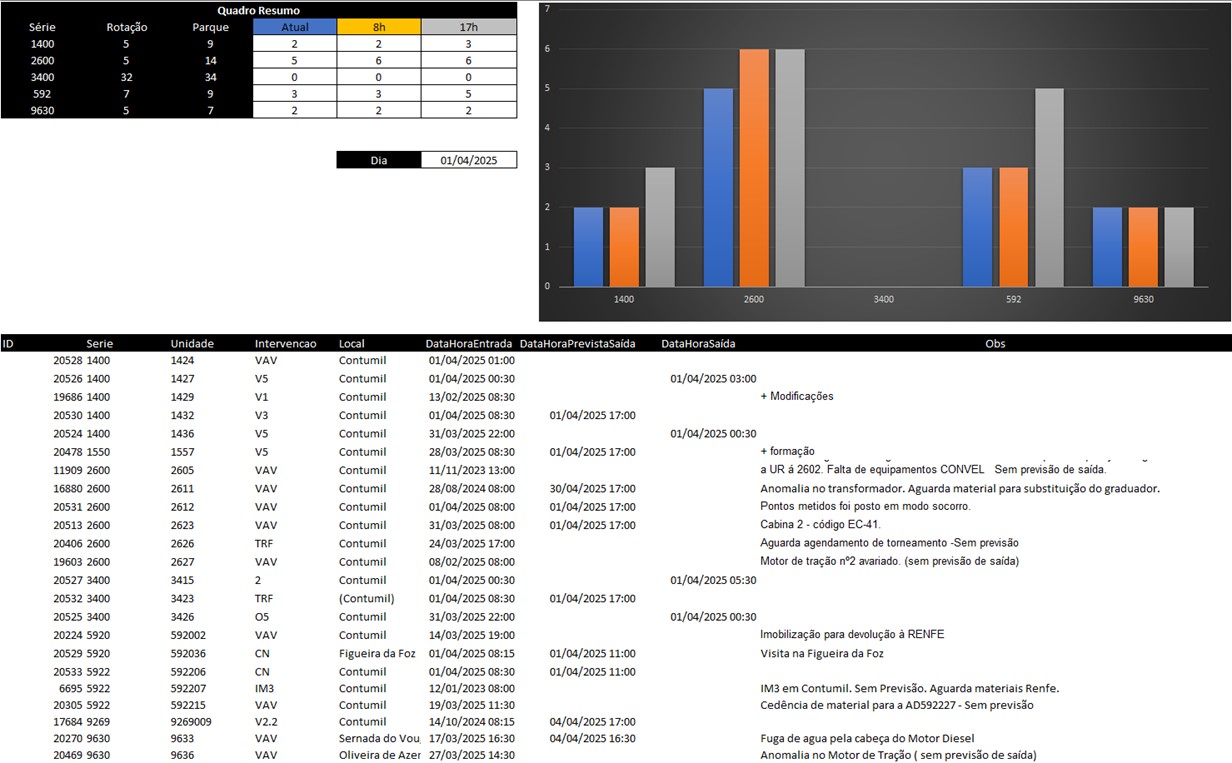 Quadro Resumo
Série Rotação Parque Atual 8h 17h
1400 5 9 2 2 3
2600 5 14 5 6 6
3400 32 34 0 0 0
592 7 9 3 3 5
9630 5 7 2 2 2
Dia 01/04/2025
7
6
5
4
3
2
1
0
1400 2600 3400 592 9630
ID Serie Unidade Intervencao Local DataHoraEntrada DataHoraPrevistaSaída DataHoraSaída Obs
20528 1400 1424 VAV Contumil 01/04/2025 01:00
20526 1400 1427 V5 Contumil 01/04/2025 00:30 01/04/2025 03:00
19686 1400 1429 V1 Contumil 13/02/2025 08:30 + Modificações
20530 1400 1432 V3 Contumil 01/04/2025 08:30 01/04/2025 17:00
20524 1400 1436 V5 Contumil 31/03/2025 22:00 01/04/2025 00:30
20478 1550 1557 V5 Contumil 28/03/2025 08:30 01/04/2025 17:00 + formação
11909 2600 2605 VAV Contumil 11/11/2023 13:00 a UR á 2602. Falta de equipamentos CONVEL Sem previsão de saída.
16880 2600 2611 VAV Contumil 28/08/2024 08:00 30/04/2025 17:00 Anomalia no transformador. Aguarda material para substituição do graduador.
20531 2600 2612 VAV Contumil 01/04/2025 08:00 01/04/2025 17:00 Pontos metidos foi posto em modo socorro.
20513 2600 2623 VAV Contumil 31/03/2025 08:00 01/04/2025 17:00 Cabina 2 - código EC-41.
20406 2600 2626 TRF Contumil 24/03/2025 17:00 Aguarda agendamento de torneamento -Sem previsão
19603 2600 2627 VAV Contumil 08/02/2025 08:00 Motor de tração nº2 avariado. (sem previsão de saída)
20527 3400 3415 2 Contumil 01/04/2025 00:30 01/04/2025 05:30
20532 3400 3423 TRF (Contumil) 01/04/2025 08:30 01/04/2025 17:00
20525 3400 3426 O5 Contumil 31/03/2025 22:00 01/04/2025 00:30
20224 5920 592002 VAV Contumil 14/03/2025 19:00 Imobilização para devolução à RENFE
20529 5920 592036 CN Figueira da Foz 01/04/2025 08:15 01/04/2025 11:00 Visita na Figueira da Foz
20533 5922 592206 CN Contumil 01/04/2025 08:30 01/04/2025 11:00
6695 5922 592207 IM3 Contumil 12/01/2023 08:00 IM3 em Contumil. Sem Previsão. Aguarda materiais Renfe.
20305 5922 592215 VAV Contumil 19/03/2025 11:30 Cedência de material para a AD592227 - Sem previsão
17684 9269 9269009 V2.2 Contumil 14/10/2024 08:15 04/04/2025 17:00
20270 9630 9633 VAV Sernada do Vou 17/03/2025 16:30 04/04/2025 16:30 Fuga de agua pela cabeça do Motor Diesel
20469 9630 9636 VAV Oliveira de Azer 27/03/2025 14:30 Anomalia no Motor de Tração ( sem previsão de saída)